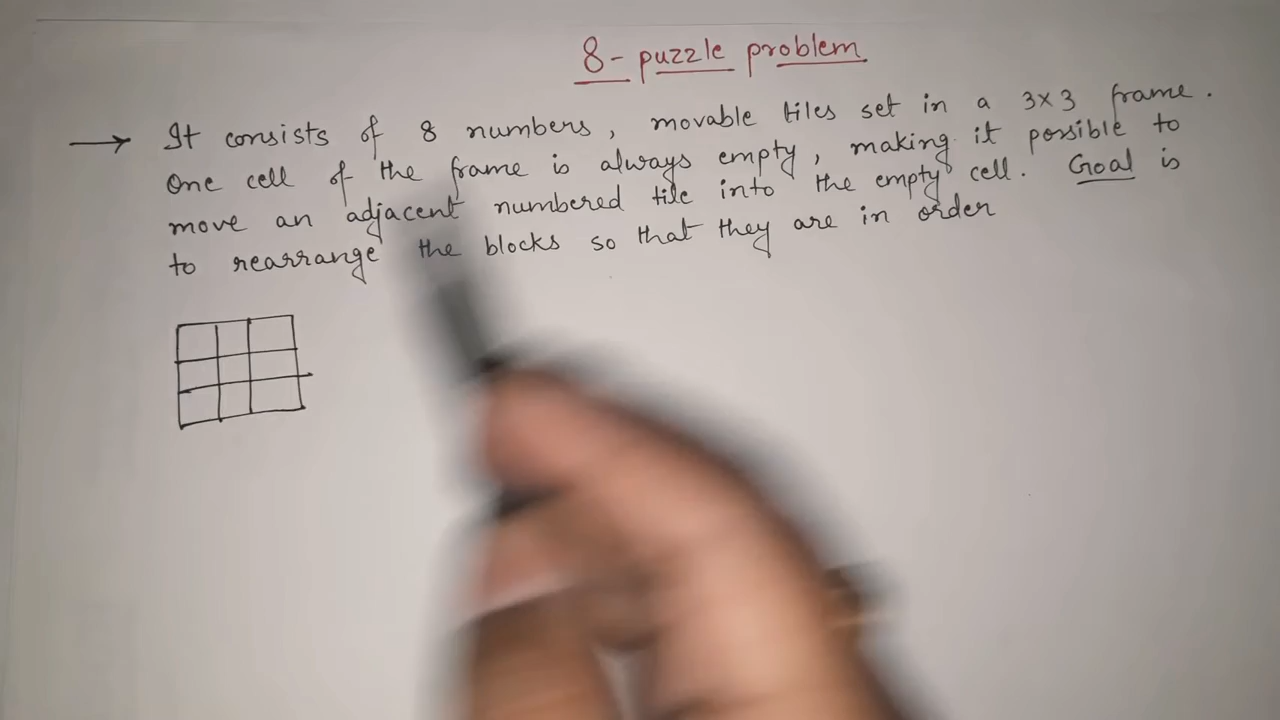 8-puzzle problem
→ It consists of 8 numbers, movable tiles set in a 3×3 frame.
One cell of the frame is always empty, making it possible to
move an adjacent numbered tile into the empty cell. Goal is
to rearrange the blocks so that they are in order